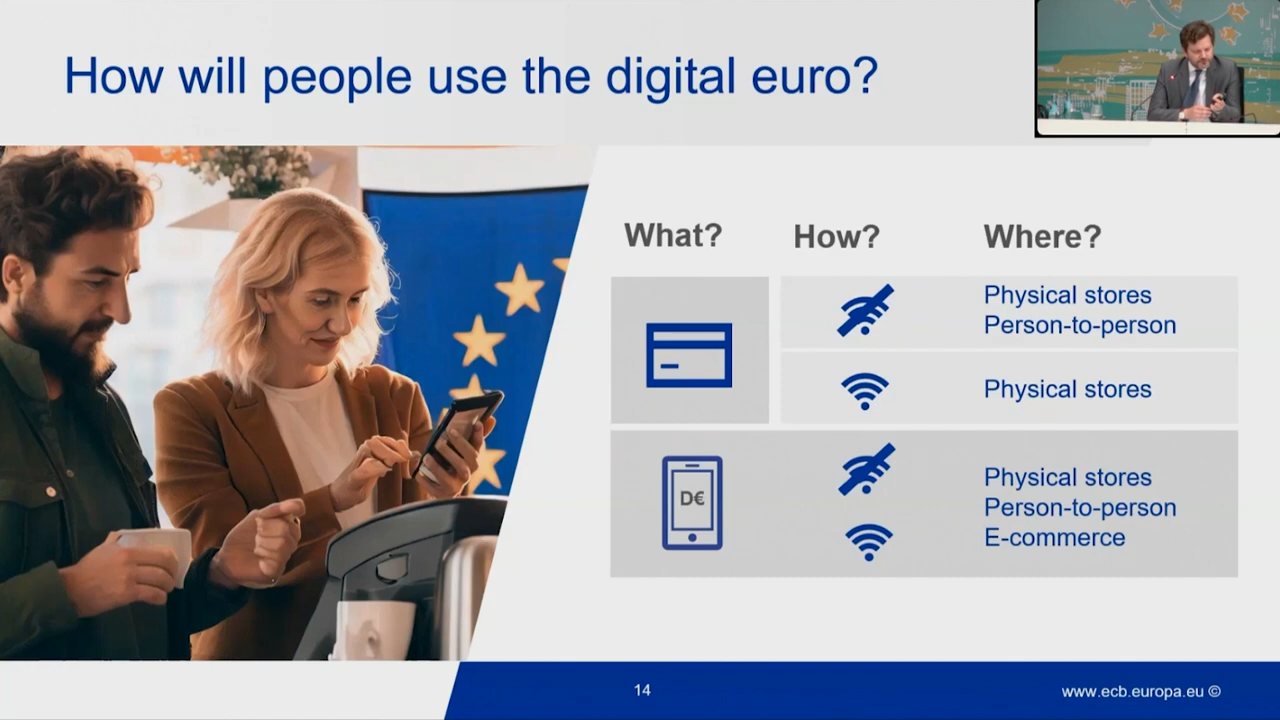 How will people use the digital euro?
What?
How?
Where?
Physical stores
Person-to-person
Physical stores
D€
Physical stores
Person-to-person
E-commerce
14
www.ecb.europa.eu ©